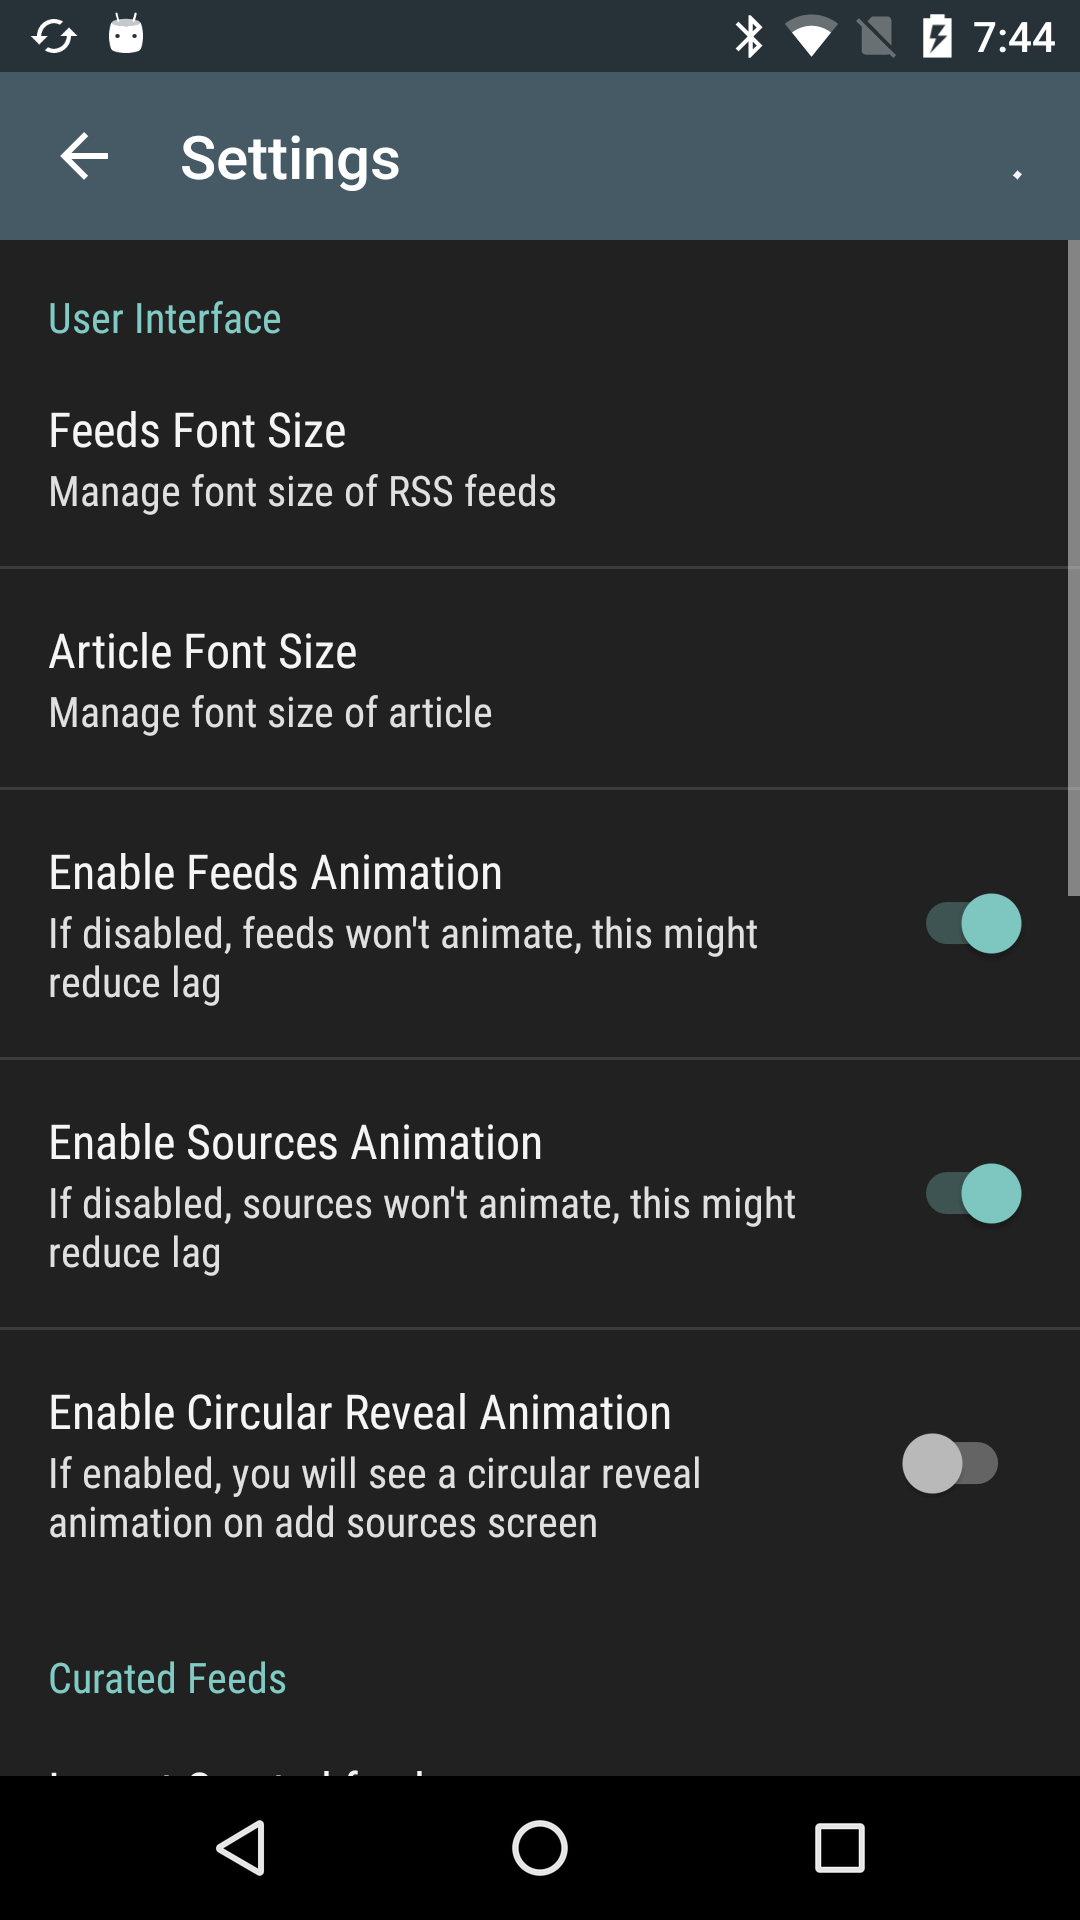 7:44
Settings
User Interface
Feeds Font Size
Manage font size of RSS feeds
Article Font Size
Manage font size of article
Enable Feeds Animation
If disabled, feeds won't animate, this might
reduce lag
Enable Sources Animation
If disabled, sources won't animate, this might
reduce lag
Enable Circular Reveal Animation
If enabled, you will see a circular reveal
animation on add sources screen
Curated Feeds